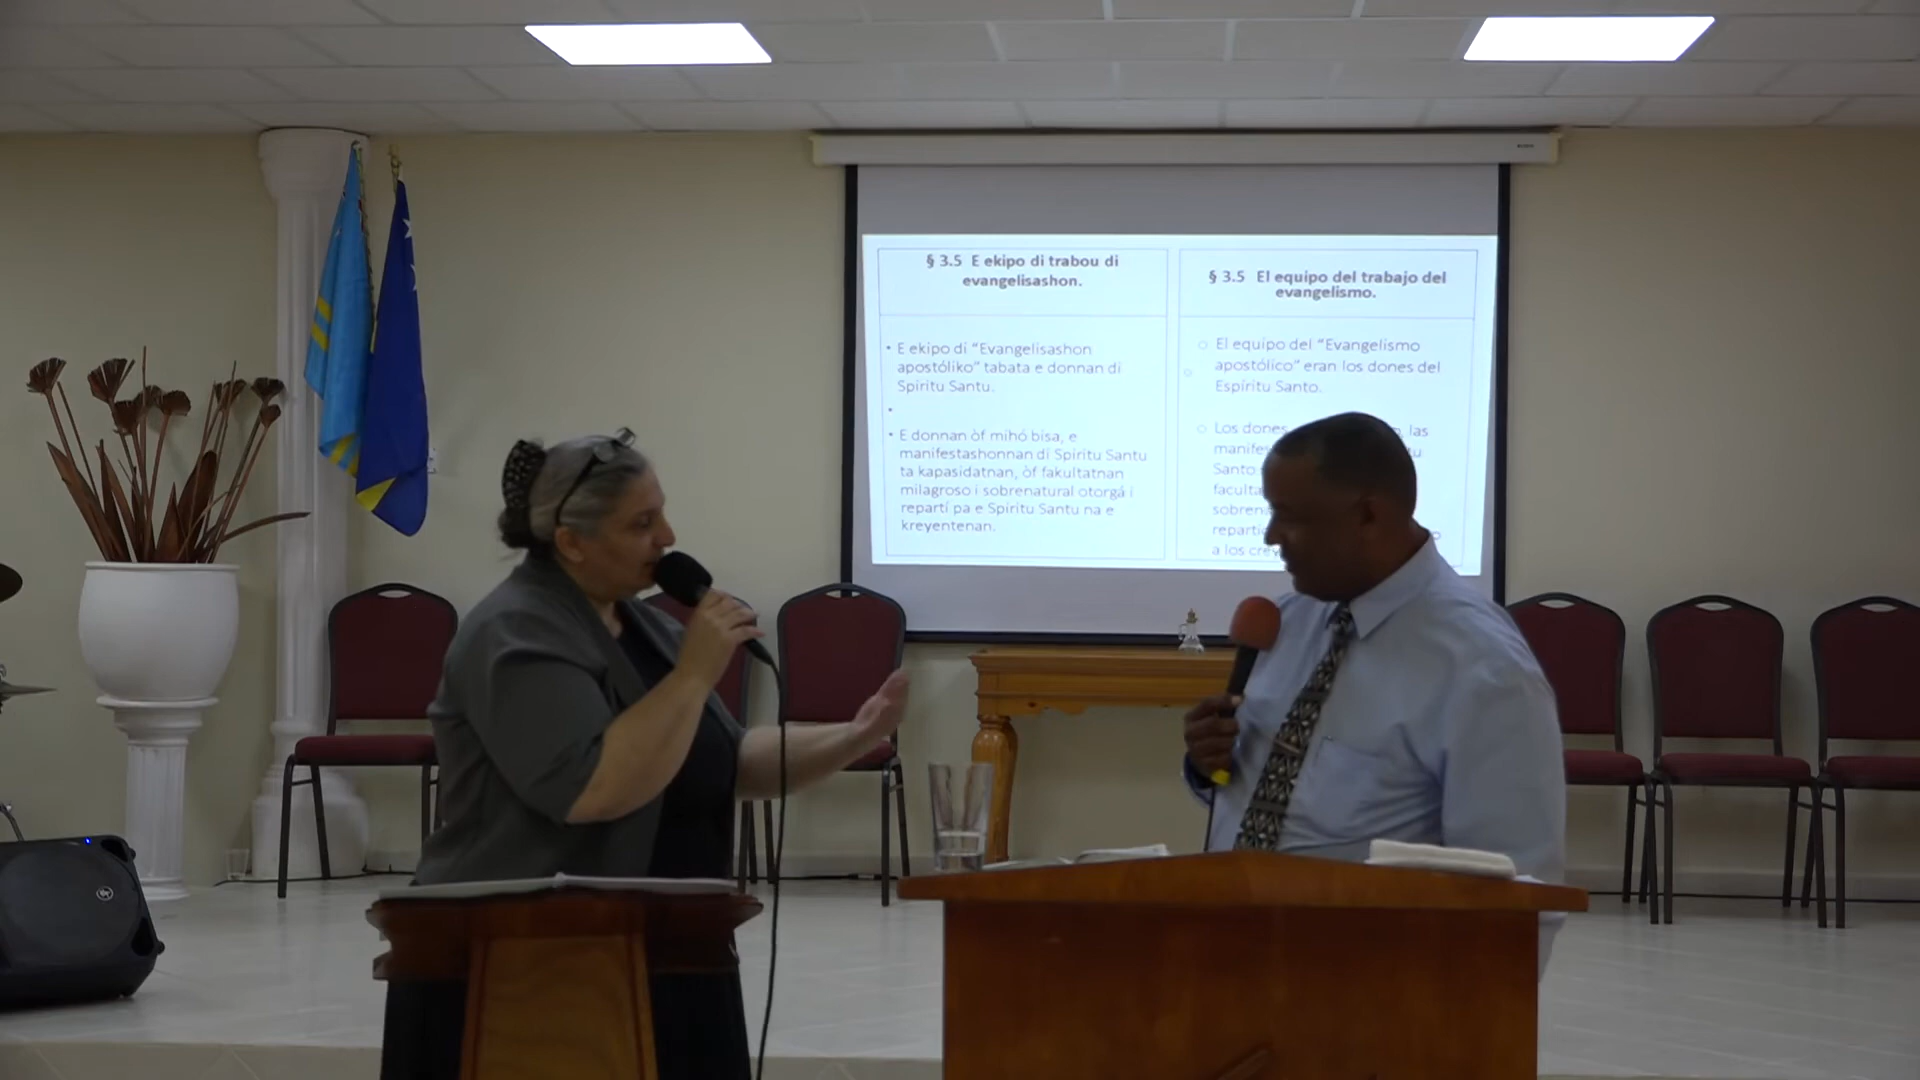 § 3.5 E ekipo di trabou di
evangelisashon.
• E ekipo di “Evangelisashon
apostóliko” tabata e donnan di
Spiritu Santu.
•
• E donnan òf mihó bisa, e
manifestashonnan di Spiritu Santu
ta kapasidatnan, òf fakultatnan
milagroso i sobrenatural otorgá i
repartí pa e Spiritu Santu na e
kreyentenan.
§ 3.5 El equipo del trabajo del
evangelismo.
El equipo del “Evangelismo
apostólico” eran los dones del
Espíritu Santo.
Los dones las
Santo
a los